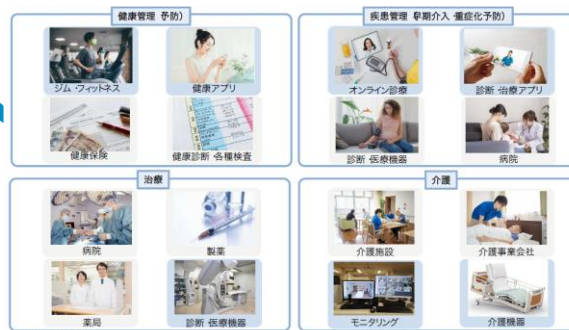 健康管理 予防)
ジム・フィットネス
健康アプリ
健康保険
健康診断・各種検査
疾患管理 早期介入・重症化予防)
オンライン診療
診断・治療アプリ
診断・医療機器
病院
治療
病院
製薬
薬局
診断・医療機器
介護
介護施設
介護事業会社
モニタリング
介護機器